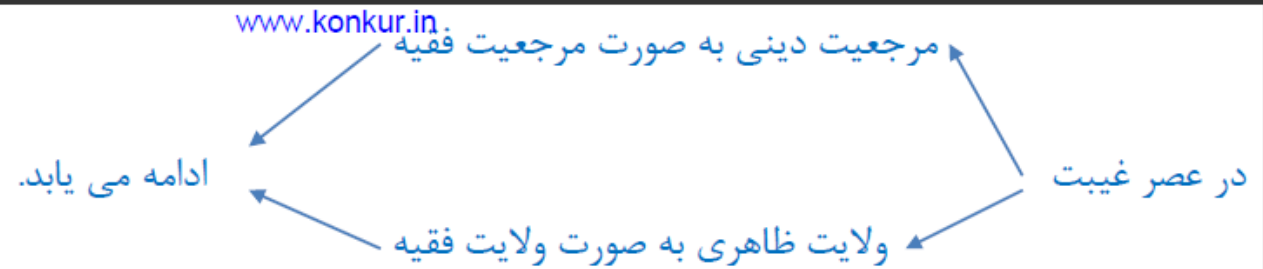 www.konkur.in
مرجعیت دینی به صورت مرجعیت فقیه
در عصر غیبت
ادامه می یابد.
ولایت ظاهری به صورت ولایت فقیه